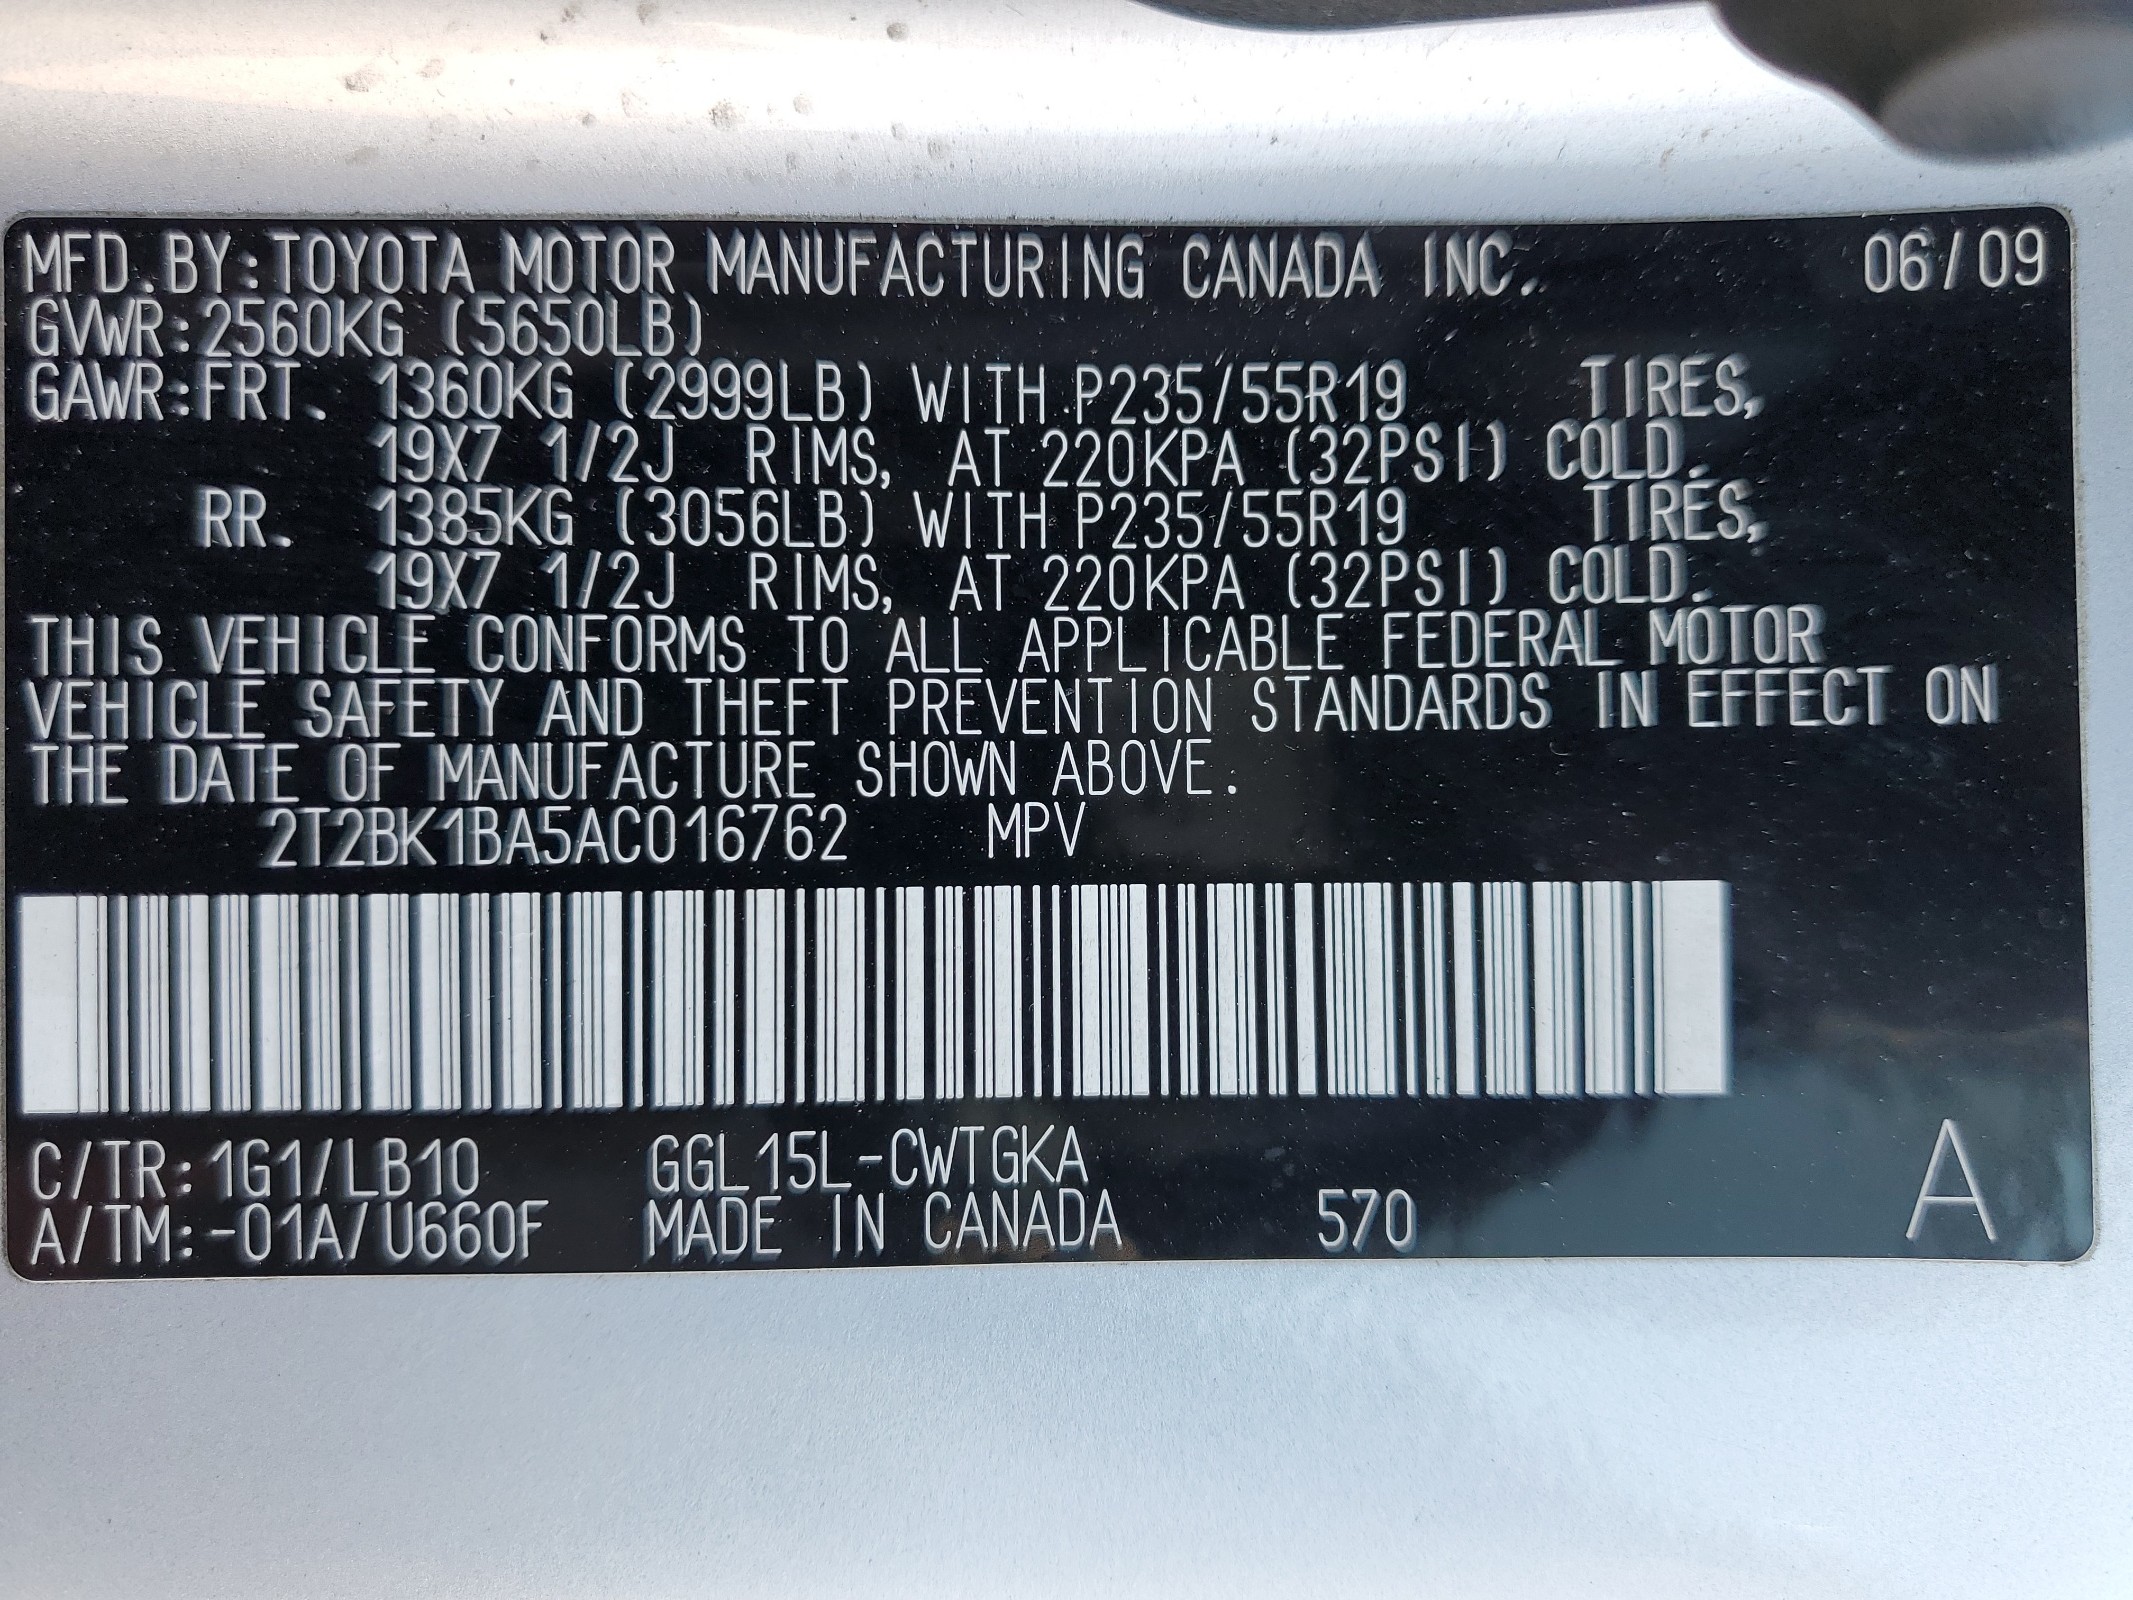 MFD. BY: TOYOTA MOTOR MANUFACTURING CANADA INC. 06/09
GVWR: 2560KG (5650LB)
GAWR: FRT. 1360KG (2999LB) WITH P235/55R19 TIRES,
19X7 1/2J RIMS, AT 220KPA (32PSI) COLD.
RR. 1385KG (3056LB) WITH P235/55R19 TIRES,
19X7 1/2J RIMS, AT 220KPA (32PSI) COLD.
THIS VEHICLE CONFORMS TO ALL APPLICABLE FEDERAL MOTOR
VEHICLE SAFETY AND THEFT PREVENTION STANDARDS IN EFFECT ON
THE DATE OF MANUFACTURE SHOWN ABOVE.
2T2BK1BA5AC016762 MPV
C/TR: 1G1/LB10 GGL15L-CWTGKA
A/TM: -01A/U660F MADE IN CANADA 570 A